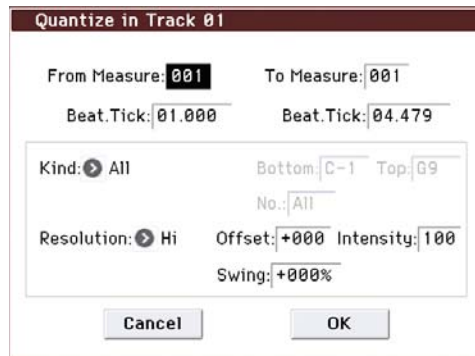 Quantize in Track 01
From Measure: 001 To Measure: 001
Beat.Tick: 01.000 Beat.Tick: 04.479
Kind: All Bottom: C-1 Top: G9
No.: All
Resolution: Hi Offset: +000 Intensity: 100
Swing: +000%
Cancel OK